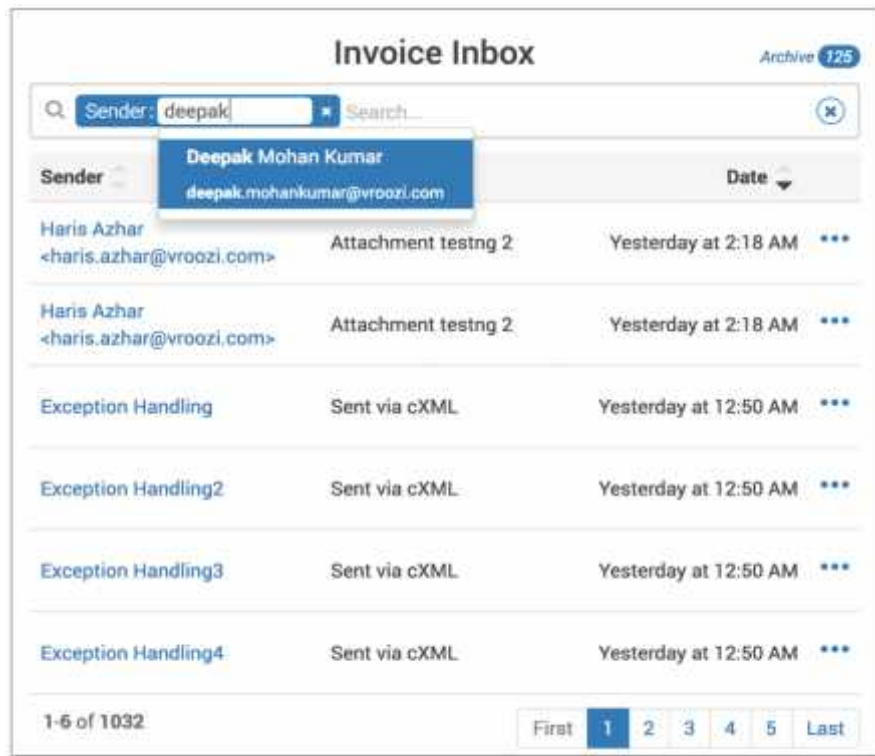 Invoice Inbox
Archive 125
Sender: deepak × Search...
Deepak Mohan Kumar
deepak.mohankumar@vroozi.com
Sender Date
Haris Azhar
<haris.azhar@vroozi.com>
Attachment testng 2 Yesterday at 2:18 AM
Haris Azhar
<haris.azhar@vroozi.com>
Attachment testng 2 Yesterday at 2:18 AM
Exception Handling Sent via cXML Yesterday at 12:50 AM
Exception Handling2 Sent via cXML Yesterday at 12:50 AM
Exception Handling3 Sent via cXML Yesterday at 12:50 AM
Exception Handling4 Sent via cXML Yesterday at 12:50 AM
1-6 of 1032 First 1 2 3 4 5 Last